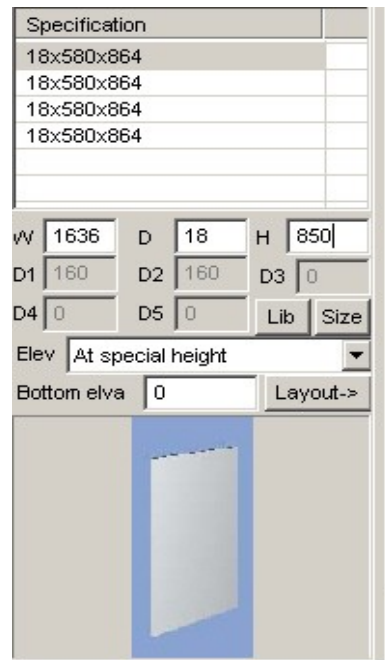 Specification
18x580x864
18x580x864
18x580x864
18x580x864
W 1636 D 18 H 850
D1 160 D2 160 D3 0
D4 0 D5 0 Lib Size
Elev At special height
Bottom elva 0 Layout->